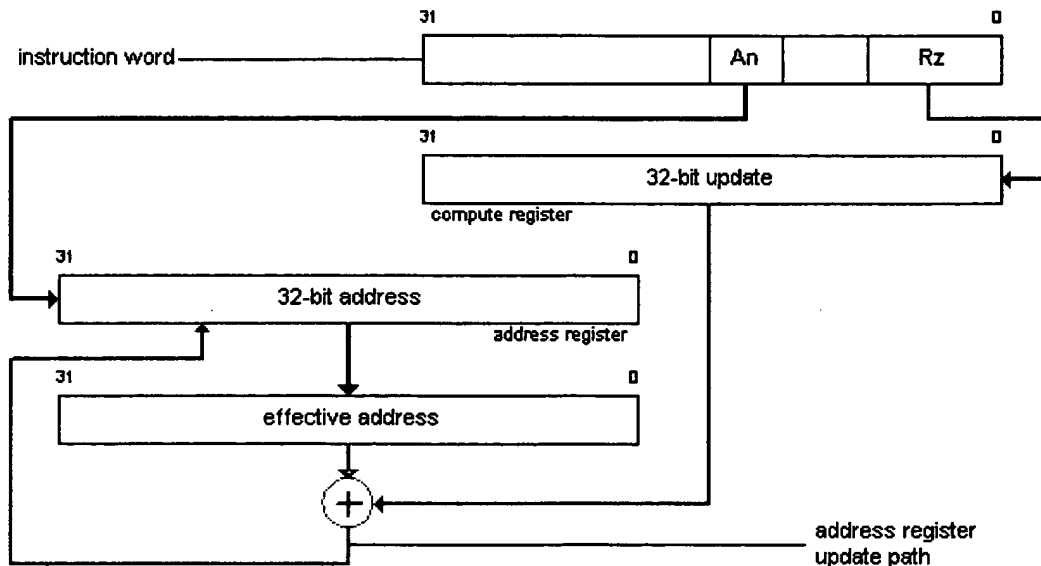 31 0
instruction word An Rz
31 0
32-bit update
compute register
31 0
32-bit address
address register
31 0
effective address
+
address register
update path